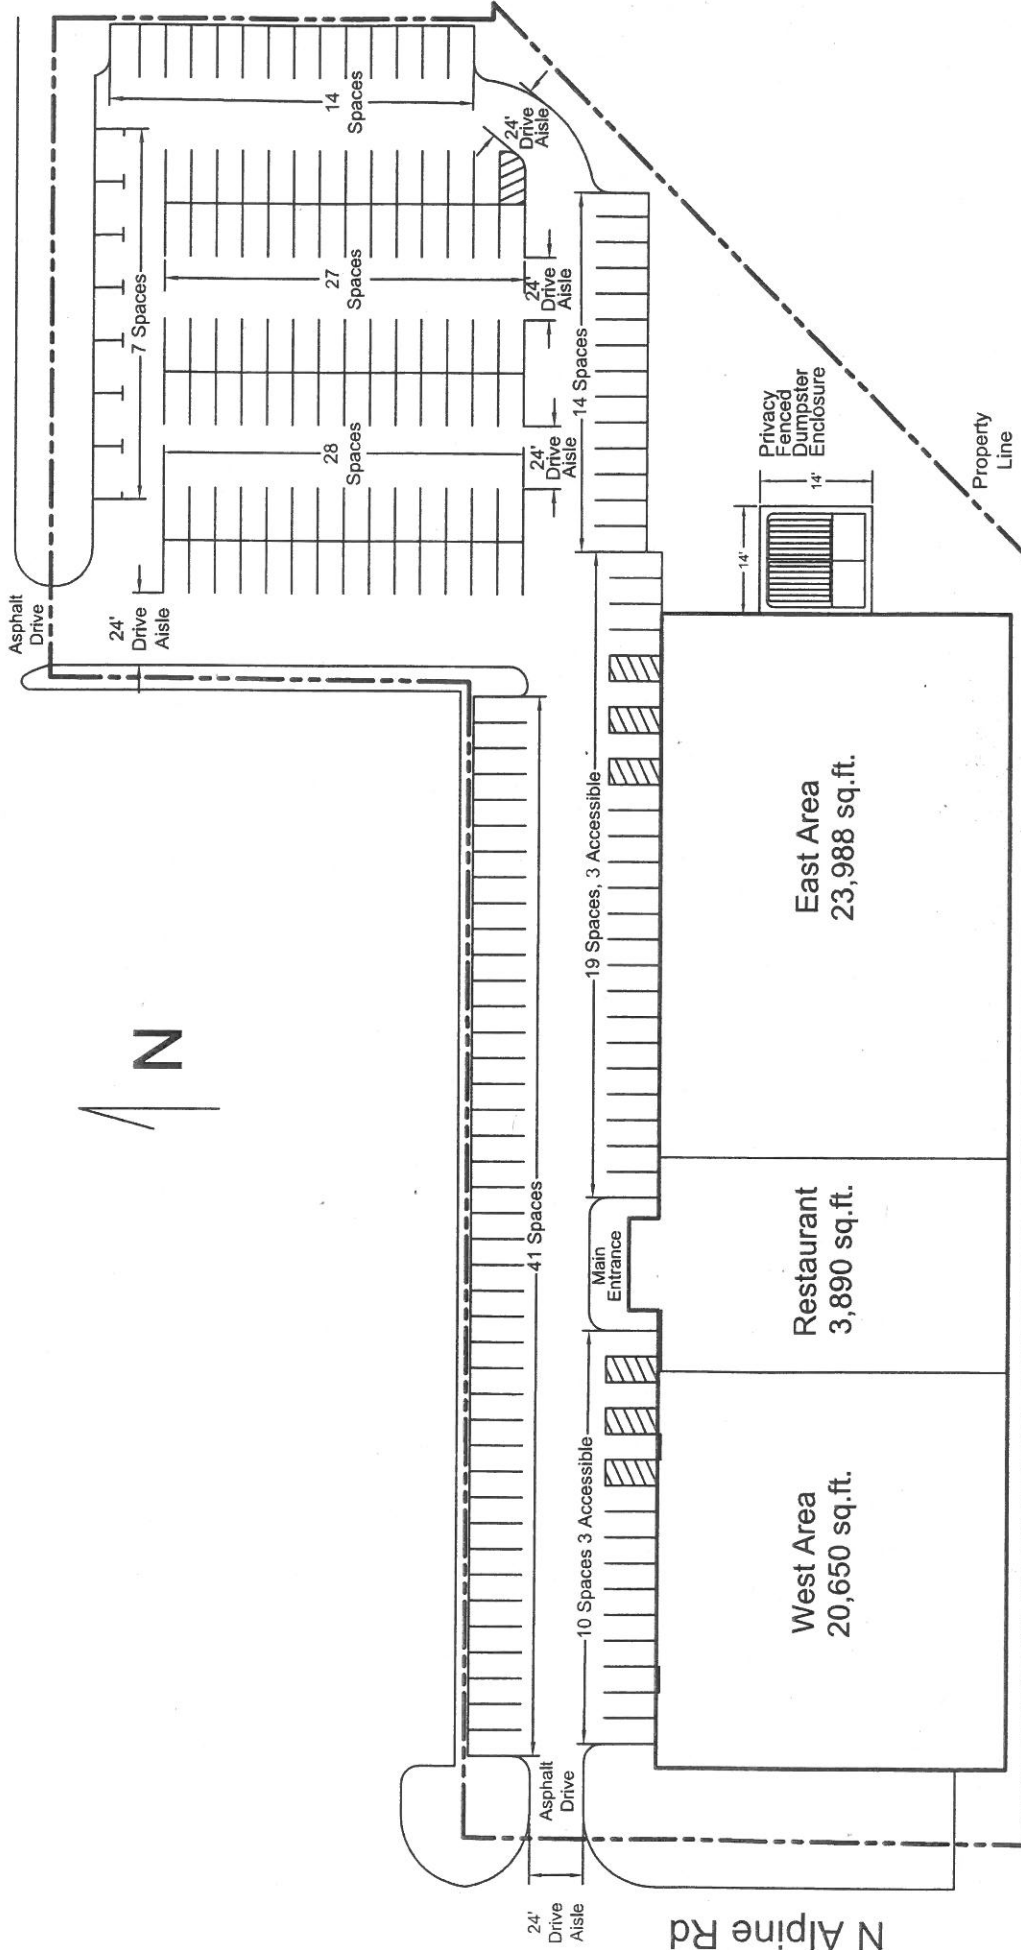 Asphalt
Drive
24'
Drive
Aisle
7 Spaces
14
Spaces
24'
Drive
Aisle
27
Spaces
24'
Drive
Aisle
28
Spaces
24'
Drive
Aisle
14 Spaces
Privacy
Fenced
Dumpster
Enclosure
14'
14'
Property
Line
N
41 Spaces
19 Spaces, 3 Accessible
Main
Entrance
10 Spaces 3 Accessible
Asphalt
Drive
24'
Drive
Aisle
East Area
23,988 sq.ft.
Restaurant
3,890 sq.ft.
West Area
20,650 sq.ft.
N Alpine Rd